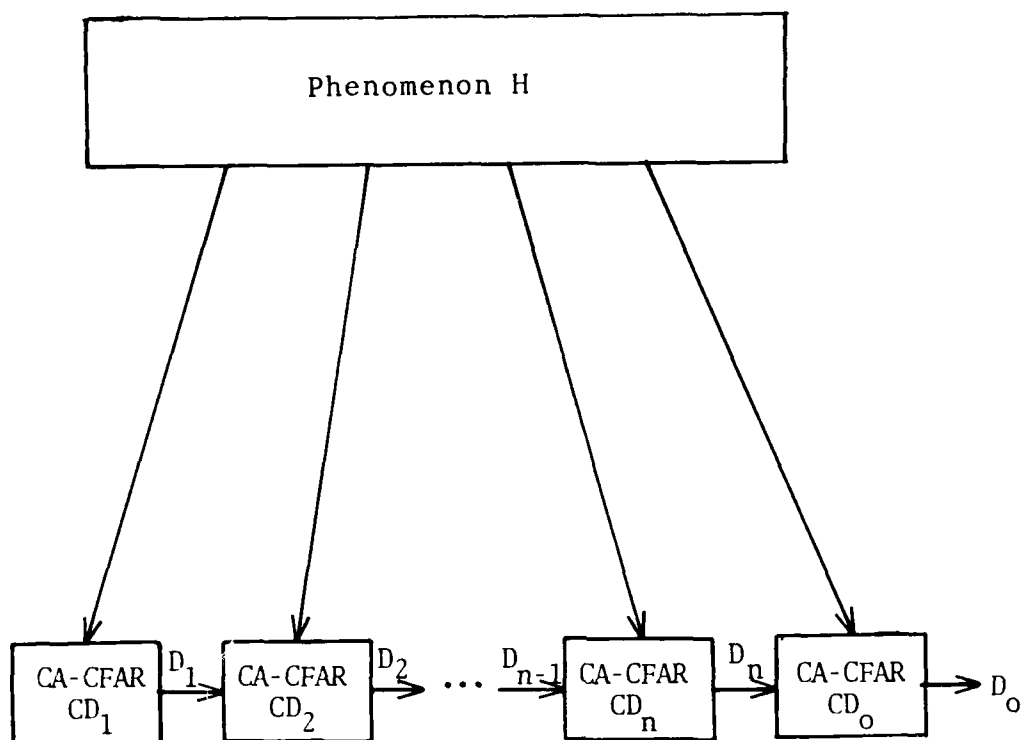 Phenomenon H
CA-CFAR
CD₁
D₁
CA-CFAR
CD₂
D₂
...
Dₙ₋₁
CA-CFAR
CDₙ
Dₙ
CA-CFAR
CDₒ
Dₒ